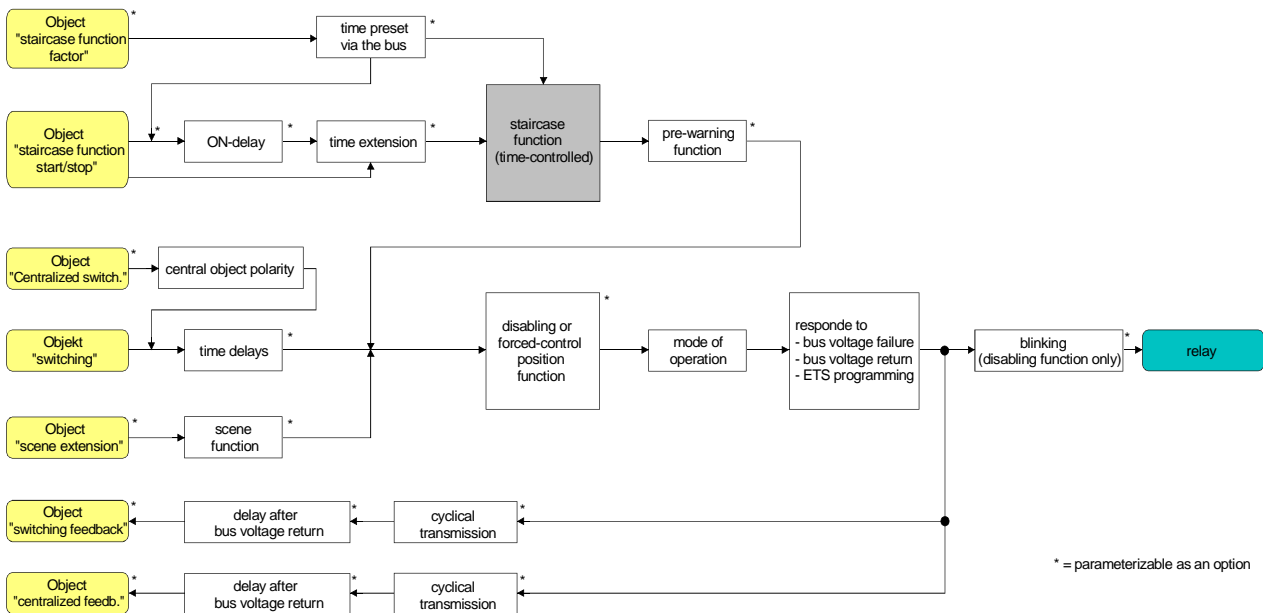 Object
"staircase function
factor"
*
time preset
via the bus
*
Object
"staircase function
start/stop"
*
ON-delay
*
time extension
*
staircase
function
(time-controlled)
pre-warning
function
*
Object
"Centralized switch."
*
central object polarity
Objekt
"switching"
*
time delays
*
disabling or
forced-control
position
function
*
mode of
operation
responde to
- bus voltage failure
- bus voltage return
- ETS programming
blinking
(disabling function only)
*
relay
Object
"scene extension"
*
scene
function
*
Object
"switching feedback"
*
delay after
bus voltage return
*
cyclical
transmission
*
Object
"centralized feedb."
*
delay after
bus voltage return
*
cyclical
transmission
*
* = parameterizable as an option